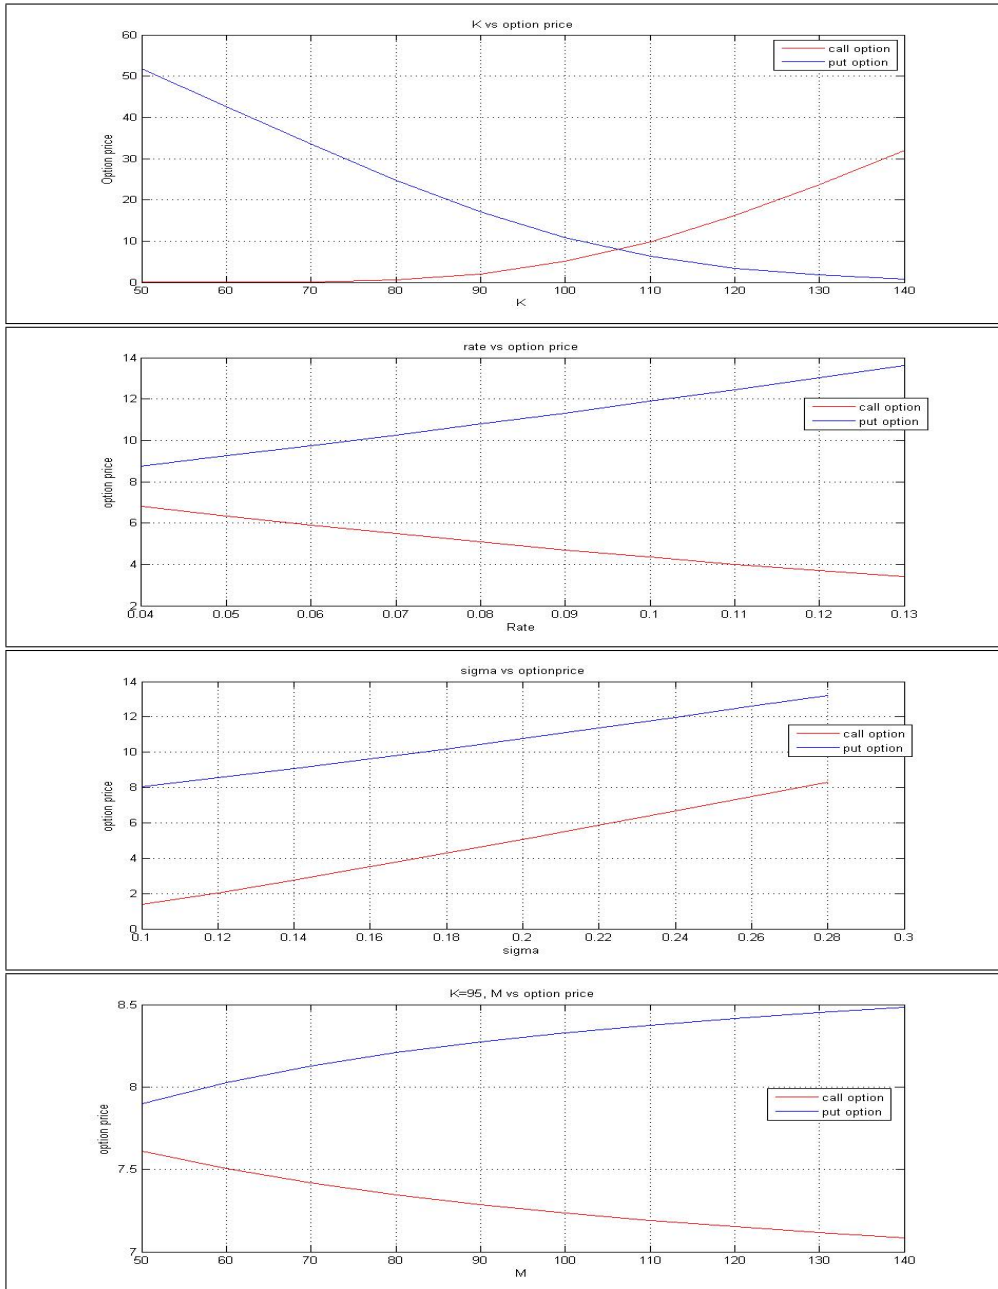 K vs option price
60
50
40
30
20
10
0
Option price
call option
put option
50 60 70 80 90 100 110 120 130 140
K
rate vs option price
14
12
10
8
6
4
2
option price
call option
put option
0.04 0.05 0.06 0.07 0.08 0.09 0.1 0.11 0.12 0.13
Rate
sigma vs optionprice
14
12
10
8
6
4
2
0
option price
call option
put option
0.1 0.12 0.14 0.16 0.18 0.2 0.22 0.24 0.26 0.28 0.3
sigma
K=95, M vs option price
8.5
8
7.5
7
option price
call option
put option
50 60 70 80 90 100 110 120 130 140
M